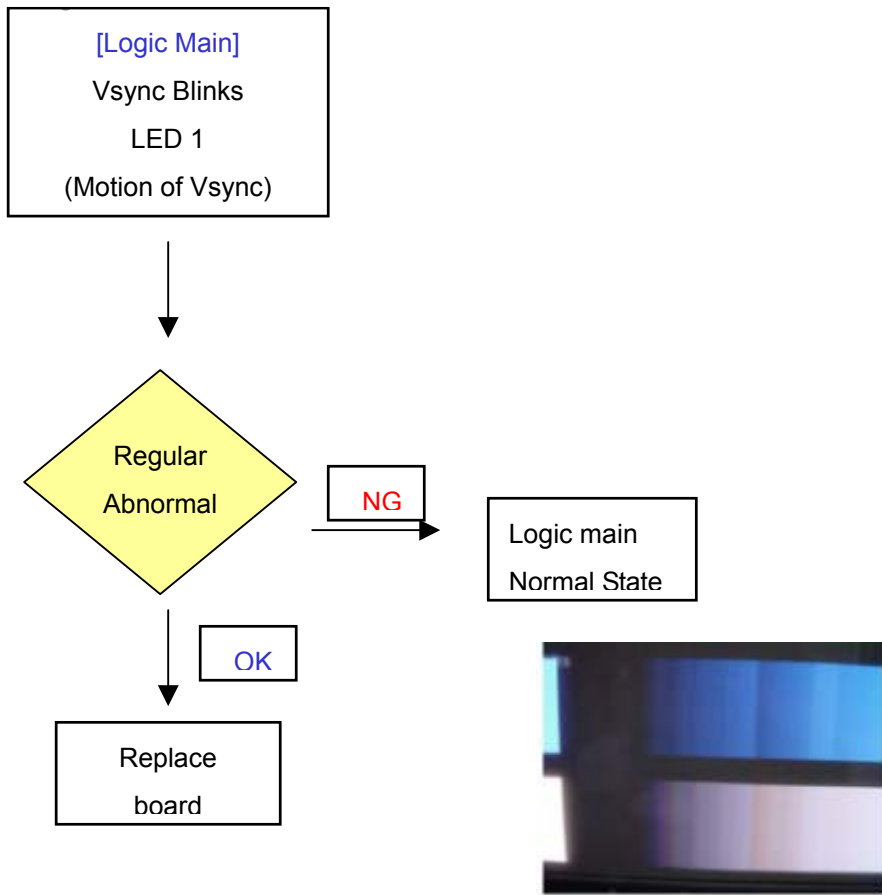 [Logic Main]
Vsync Blinks
LED 1
(Motion of Vsync)
Regular
Abnormal
NG
Logic main
Normal State
OK
Replace
board